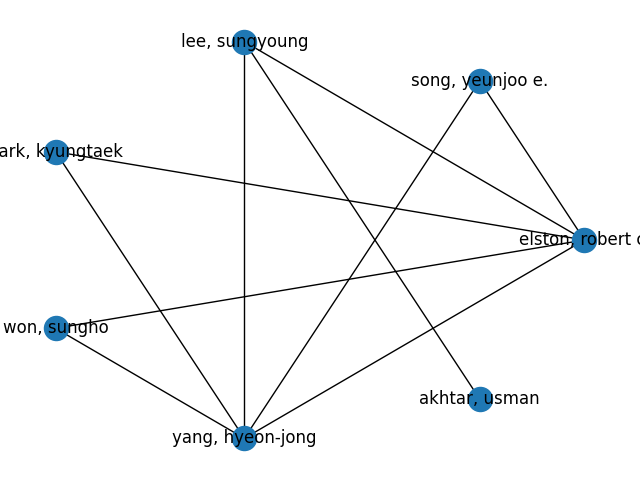 lee, sungyoung
song, yeunjoo e.
ark, kyungtaek
elston, robert c
won, sungho
akhtar, usman
yang, hyeon-jong